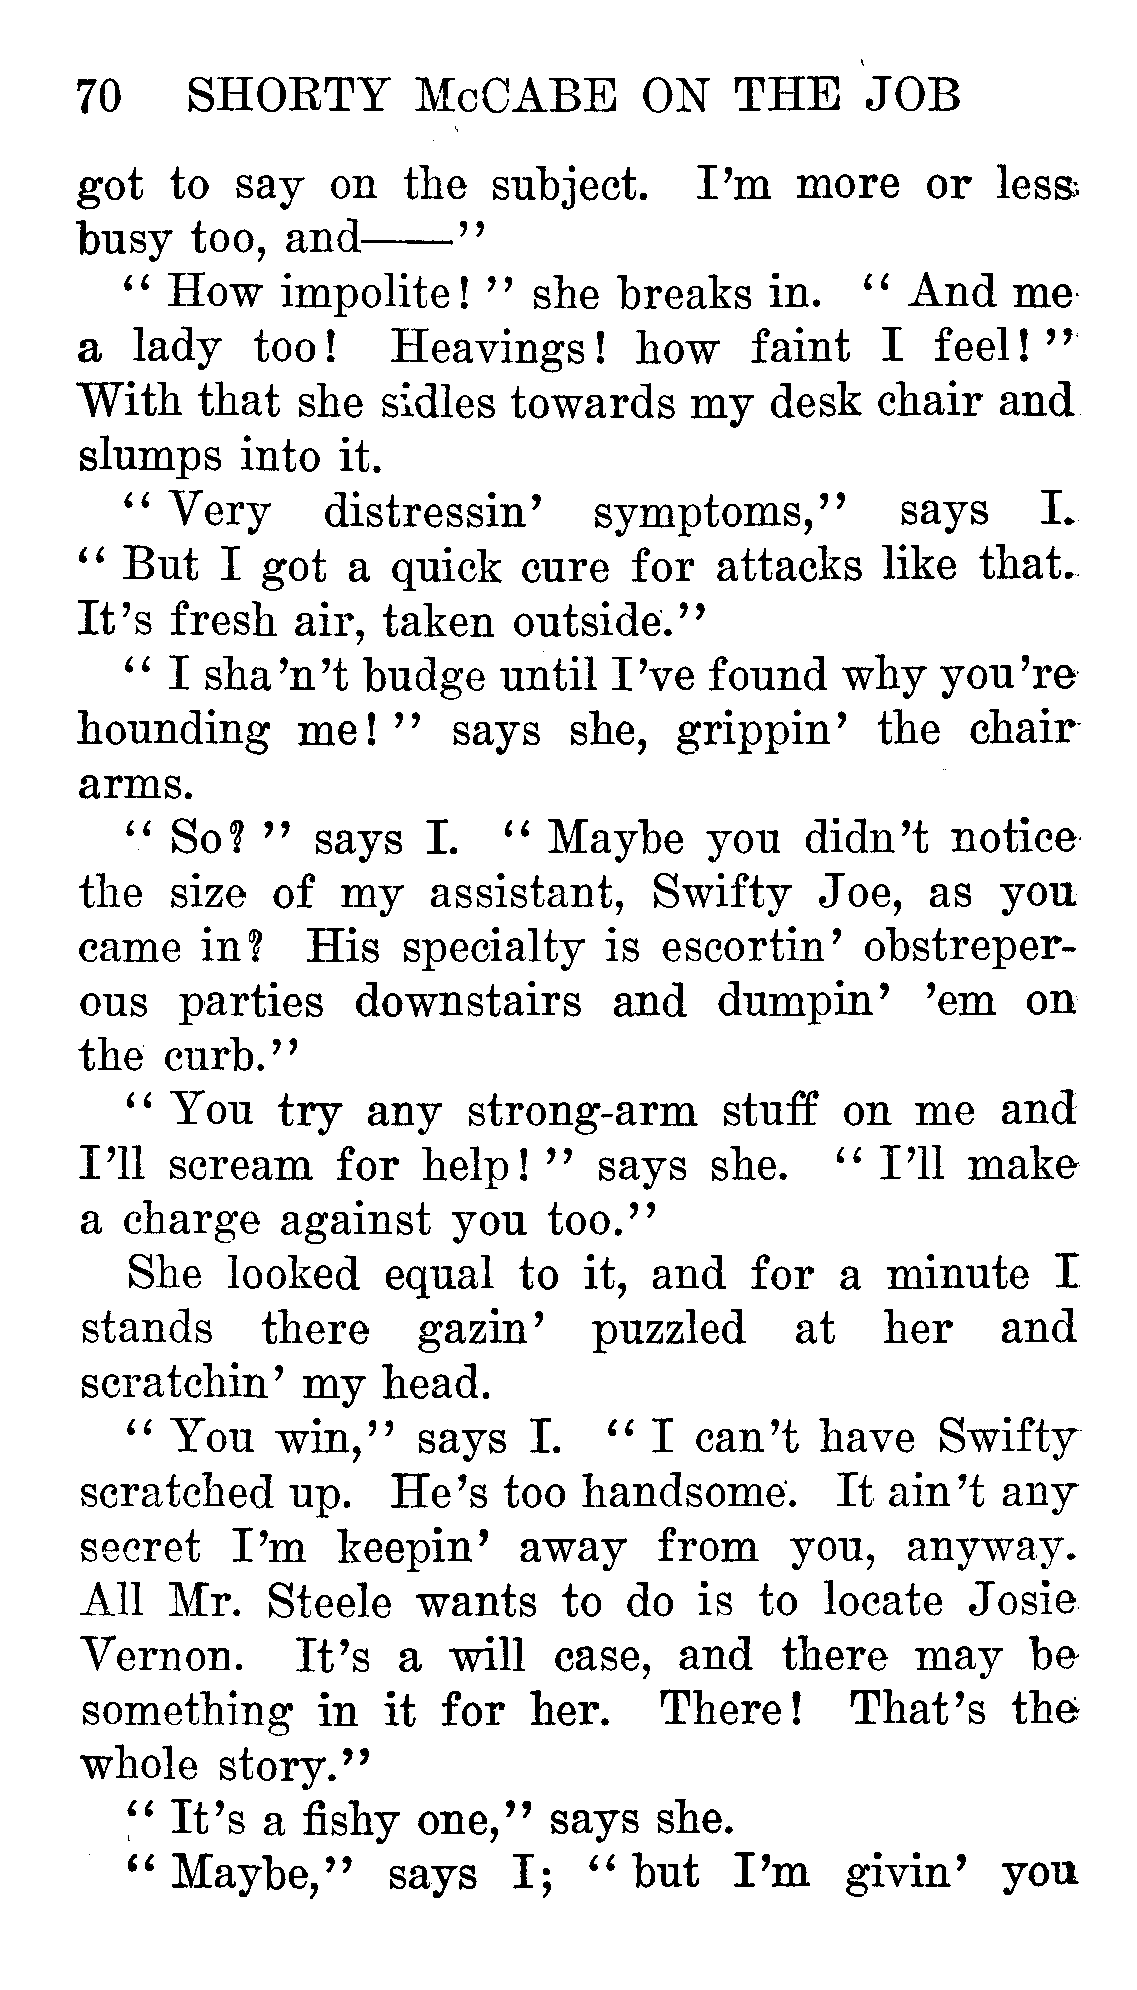 70 SHORTY McCABE ON THE JOB
got to say on the subject. I'm more or less
busy too, and——"
"How impolite!" she breaks in. "And me
a lady too! Heavings! how faint I feel!"
With that she sidles towards my desk chair and
slumps into it.
"Very distressin' symptoms," says I.
"But I got a quick cure for attacks like that.
It's fresh air, taken outside."
"I sha'n't budge until I've found why you're
hounding me!" says she, grippin' the chair
arms.
"So?" says I. "Maybe you didn't notice
the size of my assistant, Swifty Joe, as you
came in? His specialty is escortin' obstreper-
ous parties downstairs and dumpin' 'em on
the curb."
"You try any strong-arm stuff on me and
I'll scream for help!" says she. "I'll make
a charge against you too."
She looked equal to it, and for a minute I
stands there gazin' puzzled at her and
scratchin' my head.
"You win," says I. "I can't have Swifty
scratched up. He's too handsome. It ain't any
secret I'm keepin' away from you, anyway.
All Mr. Steele wants to do is to locate Josie
Vernon. It's a will case, and there may be
something in it for her. There! That's the
whole story."
"It's a fishy one," says she.
"Maybe," says I; "but I'm givin' you